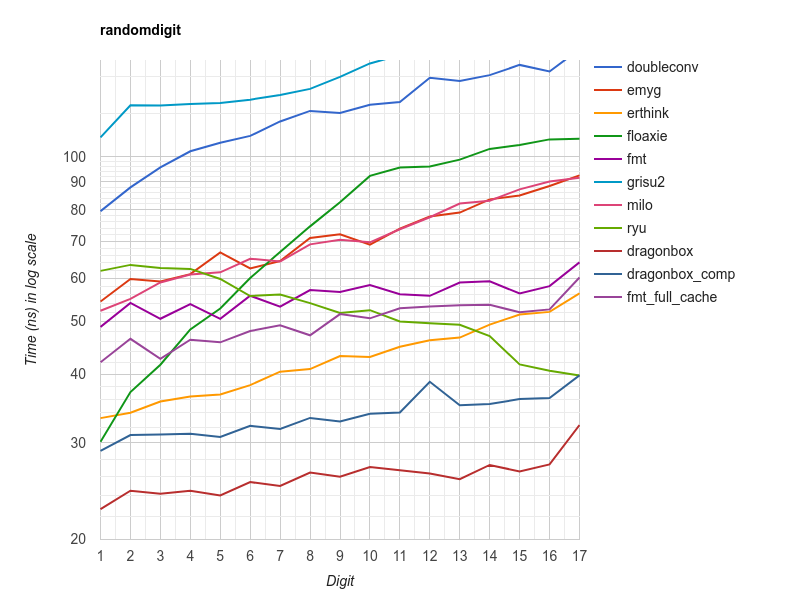 randomdigit
doubleconv
emyg
erthink
floaxie
fmt
grisu2
milo
ryu
dragonbox
dragonbox_comp
fmt_full_cache
Time (ns) in log scale
100
90
80
70
60
50
40
30
20
1 2 3 4 5 6 7 8 9 10 11 12 13 14 15 16 17
Digit